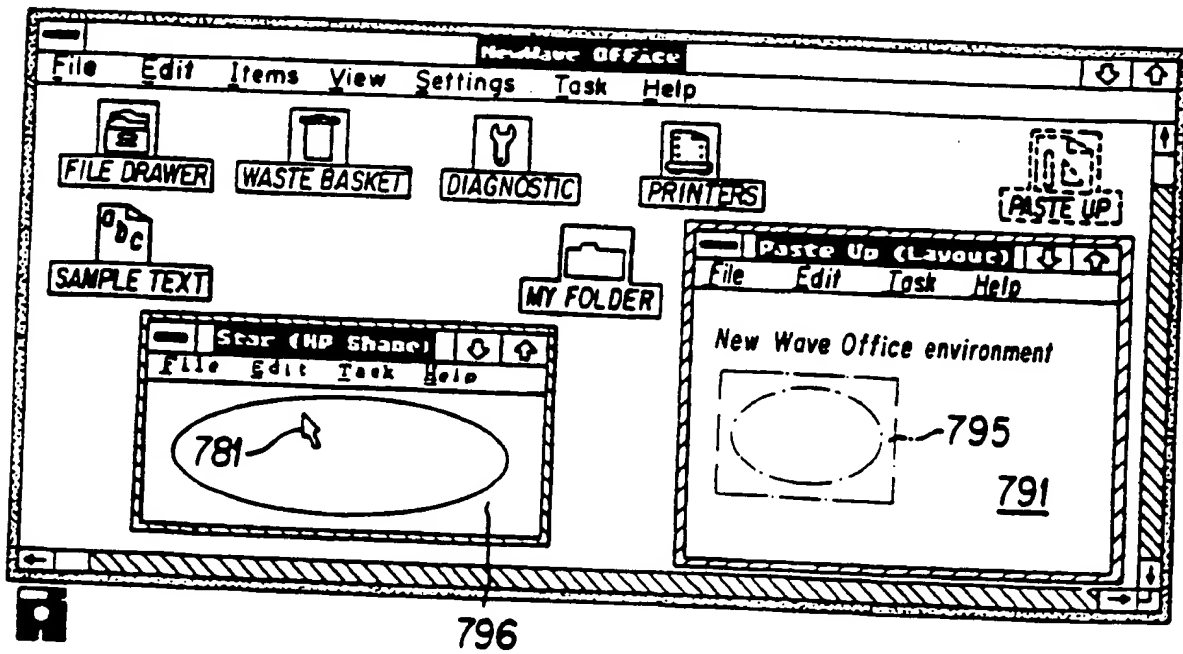 NewWave Office
File Edit Items View Settings Task Help
FILE DRAWER WASTE BASKET DIAGNOSTIC PRINTERS PASTE UP
abc
SAMPLE TEXT MY FOLDER
Paste Up (Layout)
File Edit Task Help
New Wave Office environment
795
791
Star (HP Shape)
File Edit Task Help
781
796